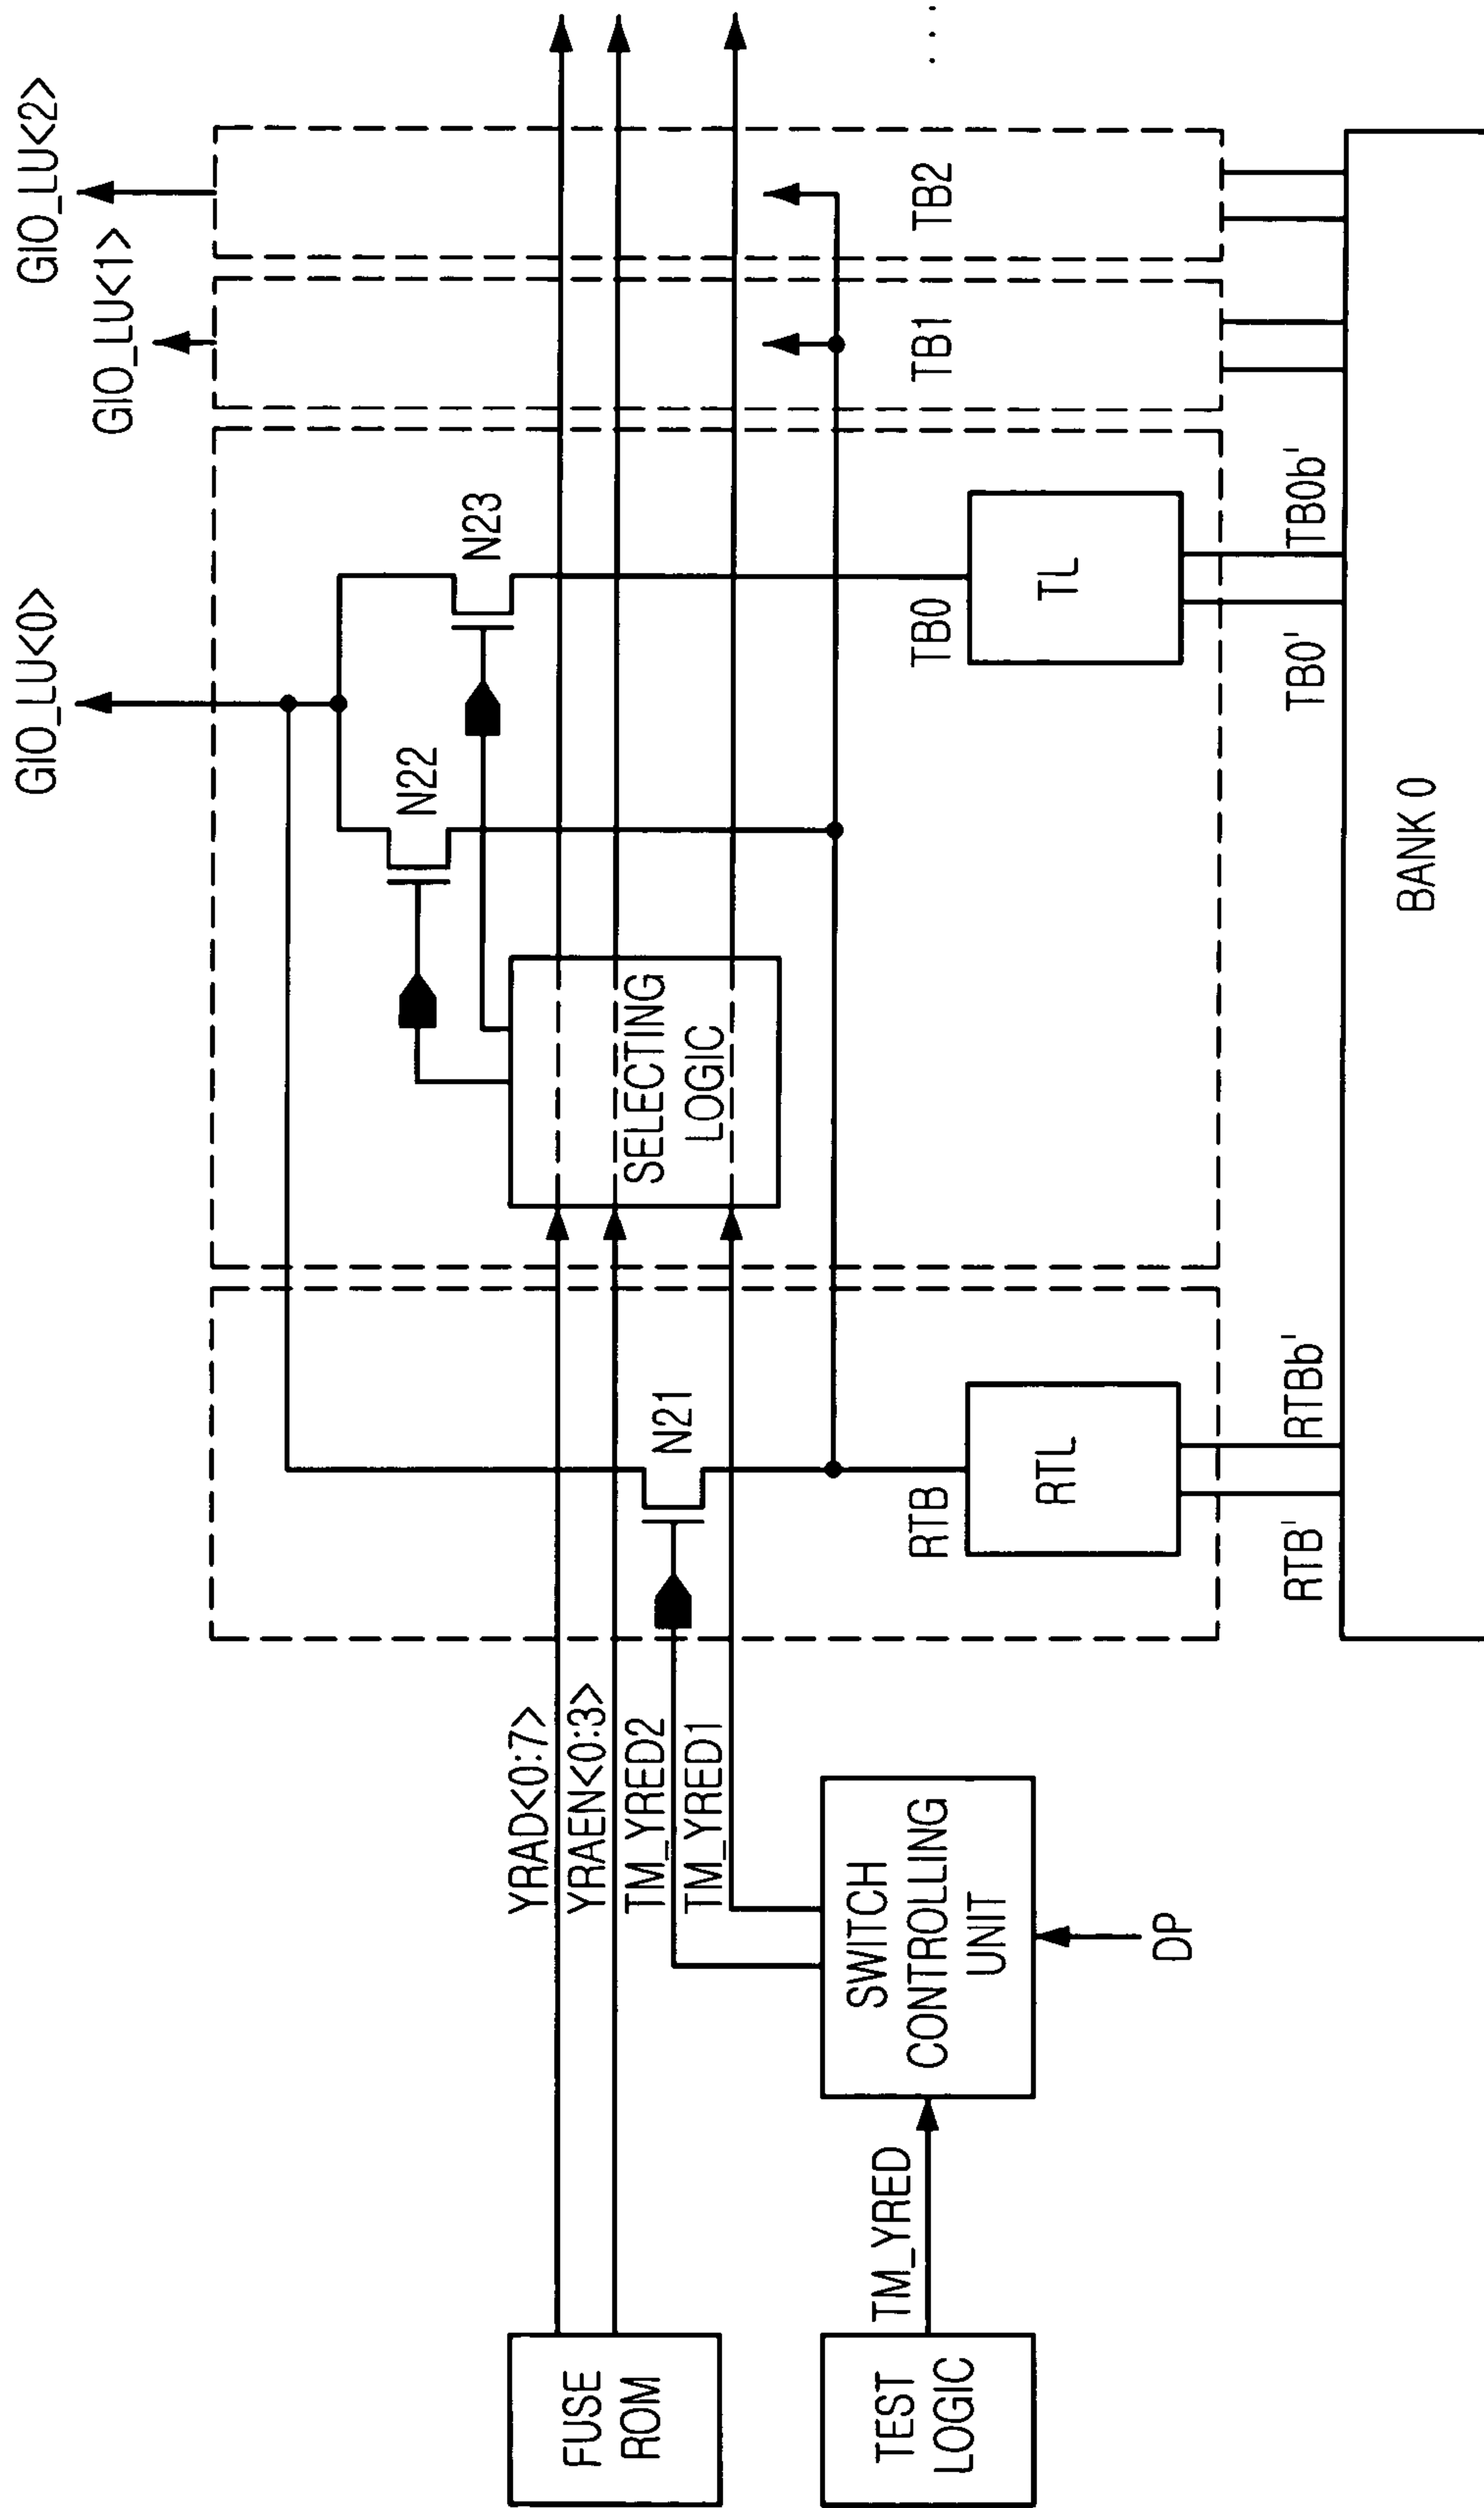 GIO_LU<0>
GIO_LU<1>
GIO_LU<2>
N22
N23
YRAD<0:7>
YRAEN<0:3>
TM_YRED2
TM_YRED1
N21
SELECTING
LOGIC
FUSE
ROM
TEST
LOGIC
TM_YRED
SWITCH
CONTROLLING
UNIT
DP
RTB
RTL
TB0
TL
TB1
TB2
...
RTB'
RTBb'
TB0'
TB0b'
BANK 0